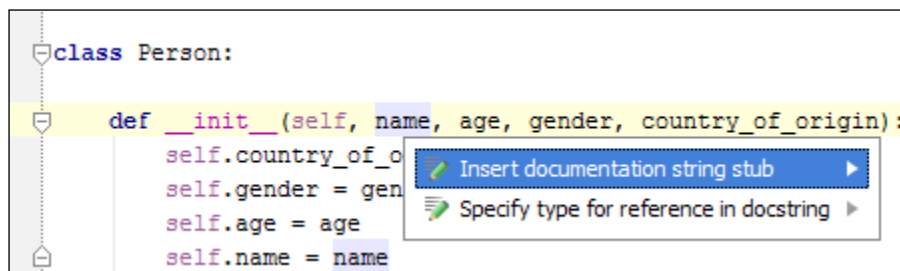 class Person:
def __init__(self, name, age, gender, country_of_origin):
self.country_of_o
Insert documentation string stub
self.gender = gen
Specify type for reference in docstring
self.age = age
self.name = name